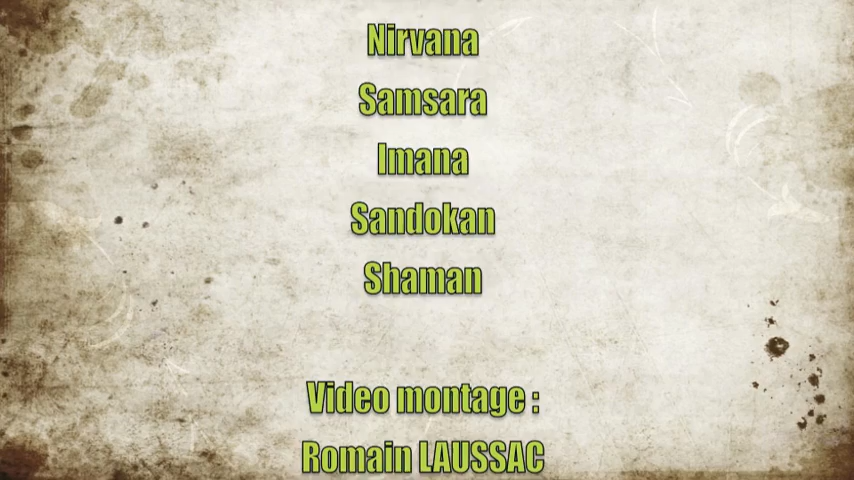 Nirvana
Samsara
Imana
Sandokan
Shaman
Video montage :
Romain LAUSSAC